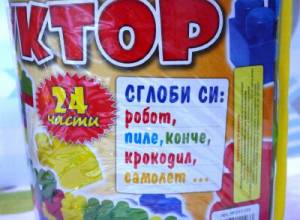 КТОР
24
части
СГЛОБИ СИ:
робот,
пиле, конче,
крокодил,
самолет ...